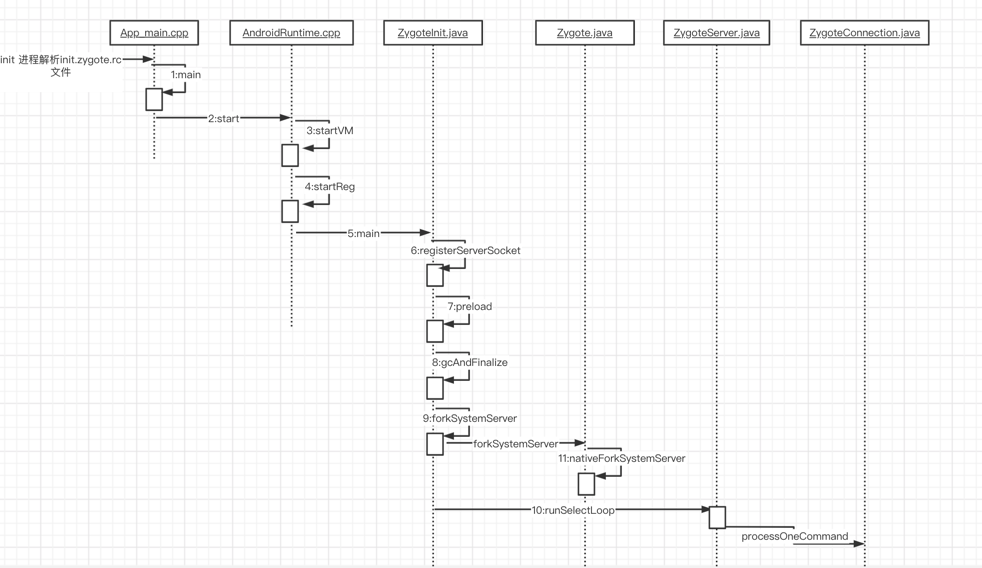 App_main.cpp
AndroidRuntime.cpp
ZygoteInit.java
Zygote.java
ZygoteServer.java
ZygoteConnection.java
init 进程解析init.zygote.rc
文件
1:main
2:start
3:startVM
4:startReg
5:main
6:registerServerSocket
7:preload
8:gcAndFinalize
9:forkSystemServer
forkSystemServer
11:nativeForkSystemServer
10:runSelectLoop
processOneCommand